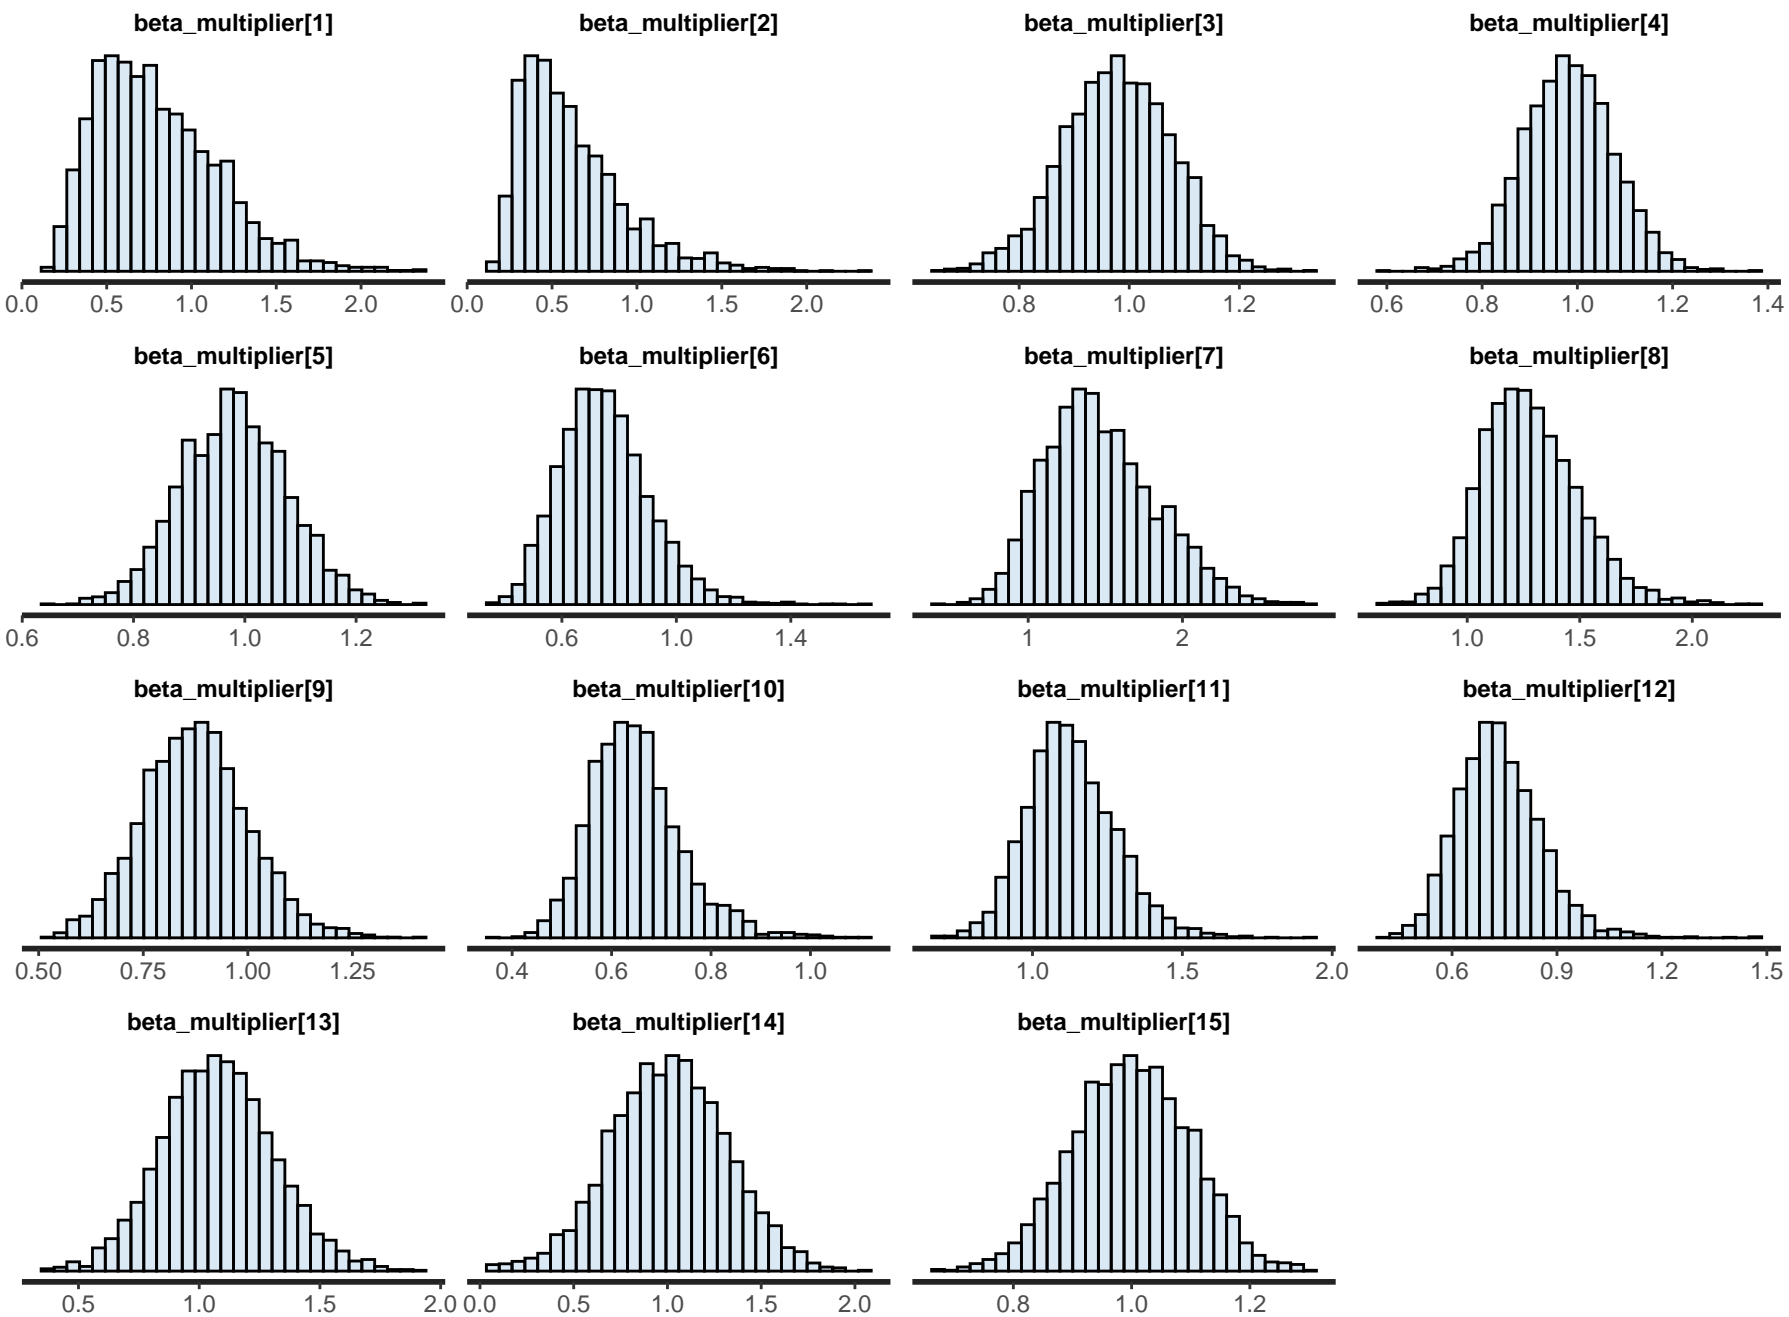 beta_multiplier[1] beta_multiplier[2] beta_multiplier[3] beta_multiplier[4]
0.0 0.5 1.0 1.5 2.0 0.0 0.5 1.0 1.5 2.0 0.8 1.0 1.2 0.6 0.8 1.0 1.2 1.4
beta_multiplier[5] beta_multiplier[6] beta_multiplier[7] beta_multiplier[8]
0.6 0.8 1.0 1.2 0.6 1.0 1.4 1 2 1.0 1.5 2.0
beta_multiplier[9] beta_multiplier[10] beta_multiplier[11] beta_multiplier[12]
0.50 0.75 1.00 1.25 0.4 0.6 0.8 1.0 1.0 1.5 2.0 0.6 0.9 1.2 1.5
beta_multiplier[13] beta_multiplier[14] beta_multiplier[15]
0.5 1.0 1.5 2.0 0.0 0.5 1.0 1.5 2.0 0.8 1.0 1.2